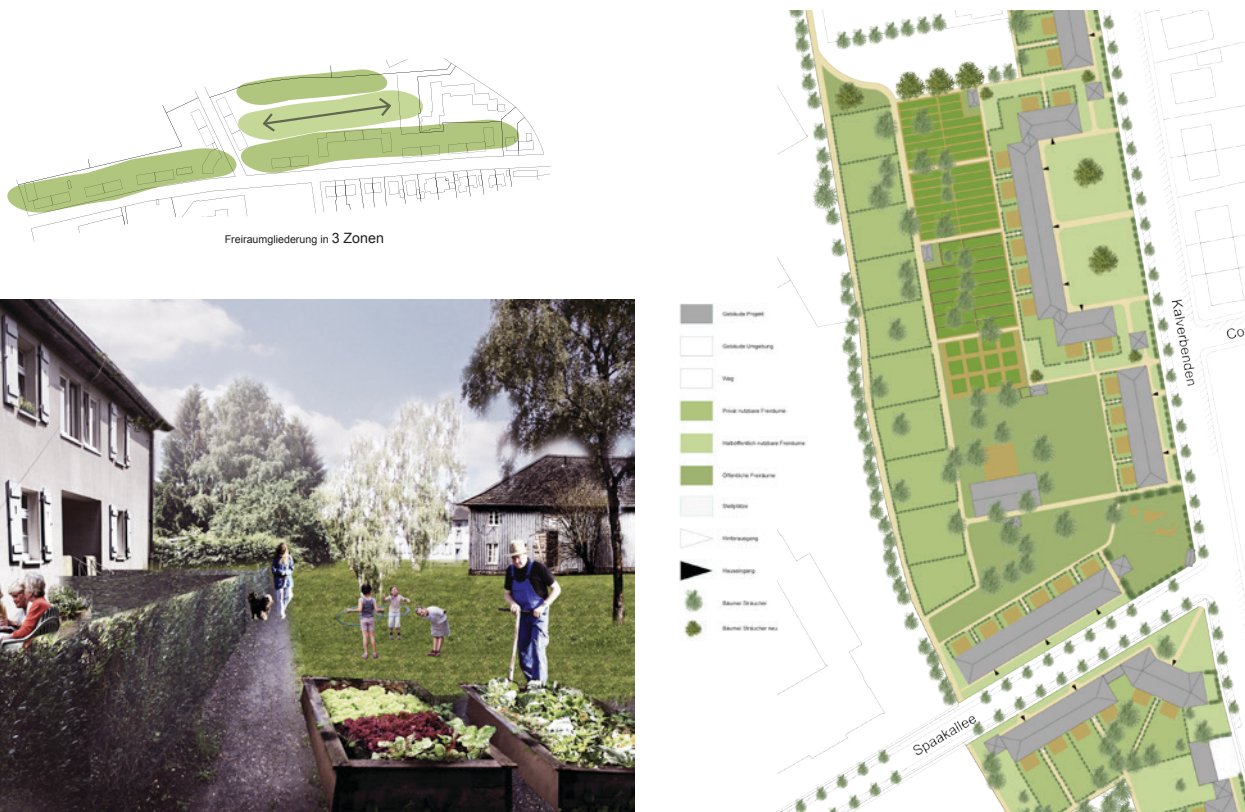 Freiraumgliederung in 3 Zonen
Gebäude Projekt
Gebäude Umgebung
Weg
Privat nutzbare Freiräume
Halböffentlich nutzbare Freiräume
Öffentliche Freiräume
Stellplätze
Hinterausgang
Hauseingang
Bäume/ Sträucher
Bäume/ Sträucher neu
Kalverbenden
Co
Spaakallee